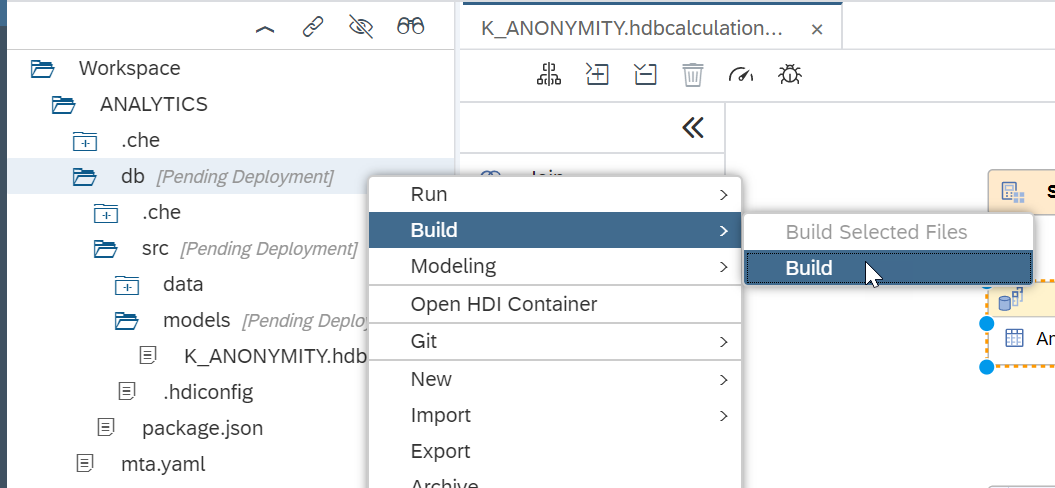 K_ANONYMITY.hdbcalculation... ×
Workspace
ANALYTICS
.che
db [Pending Deployment]
.che
src [Pending Deployment]
data
models [Pending Deplo
K_ANONYMITY.hdb
.hdiconfig
package.json
mta.yaml
Join
Run
Build
Modeling
Open HDI Container
Git
New
Import
Export
Archive
Build Selected Files
Build
S
An